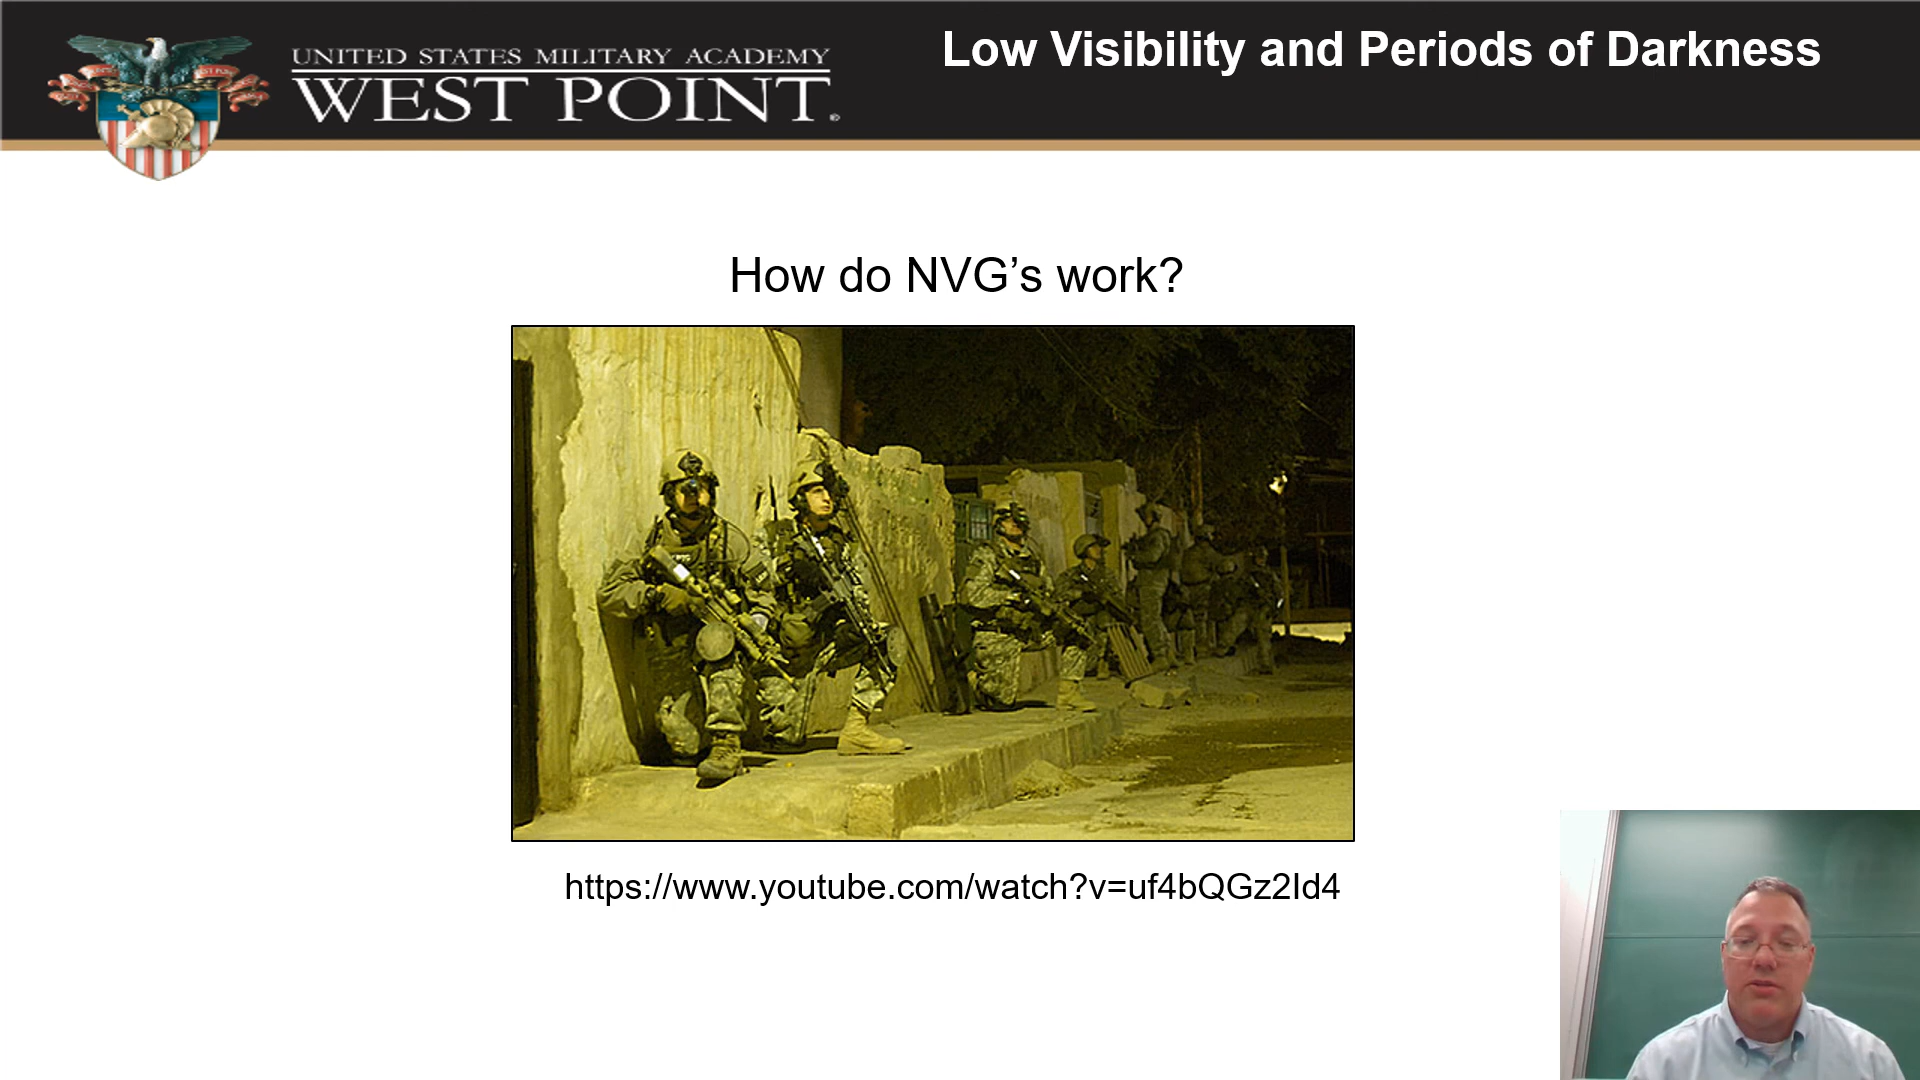 UNITED STATES MILITARY ACADEMY
WEST POINT.
Low Visibility and Periods of Darkness
How do NVG’s work?
https://www.youtube.com/watch?v=uf4bQGz2Id4